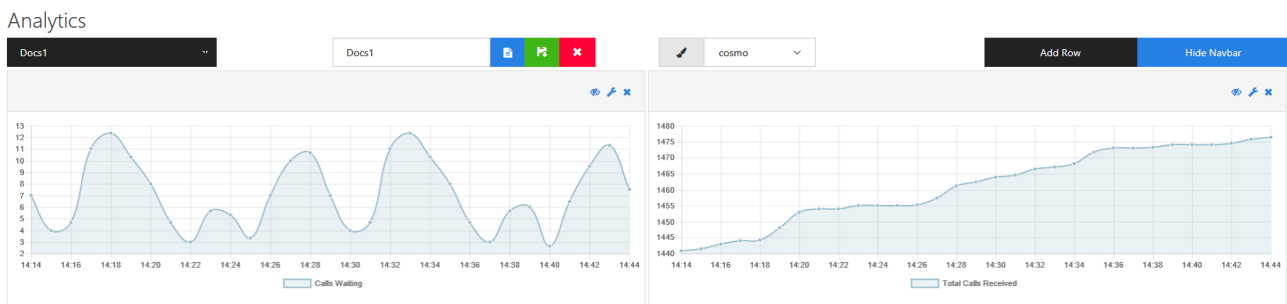 Analytics
Docs1
Docs1
cosmo
Add Row
Hide Navbar
13
12
11
10
9
8
7
6
5
4
3
2
14:14 14:16 14:18 14:20 14:22 14:24 14:26 14:28 14:30 14:32 14:34 14:36 14:38 14:40 14:42 14:44
Calls Waiting
1480
1475
1470
1465
1460
1455
1450
1445
1440
14:14 14:16 14:18 14:20 14:22 14:24 14:26 14:28 14:30 14:32 14:34 14:36 14:38 14:40 14:42 14:44
Total Calls Received